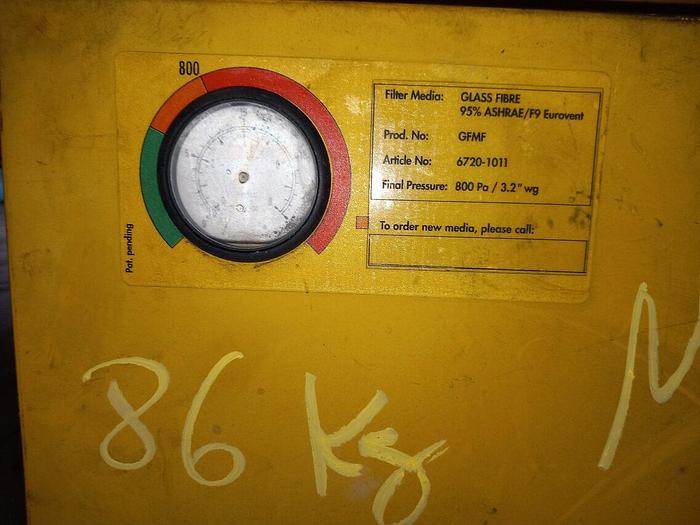 800
Filter Media: GLASS FIBRE
95% ASHRAE/F9 Eurovent
Prod. No: GFMF
Article No: 6720-1011
Final Pressure: 800 Pa / 3.2" wg
To order new media, please call:
Pat. pending
86 Kg